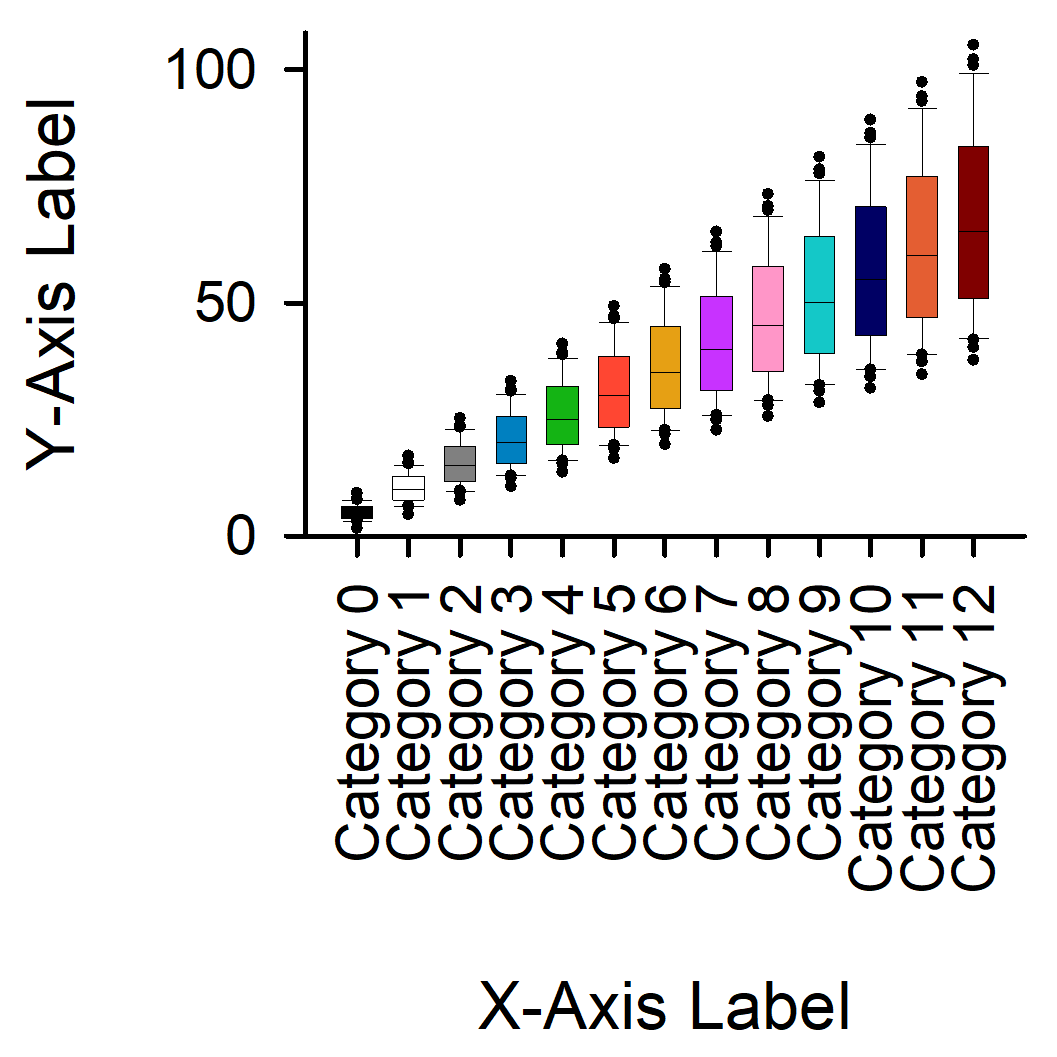 Y-Axis Label
100
50
0
Category 0
Category 1
Category 2
Category 3
Category 4
Category 5
Category 6
Category 7
Category 8
Category 9
Category 10
Category 11
Category 12
X-Axis Label